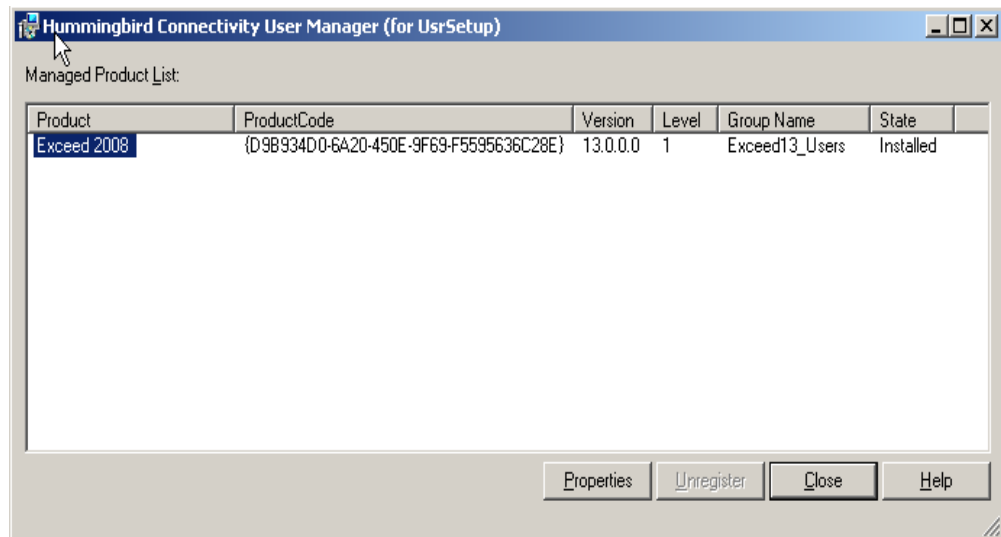 Hummingbird Connectivity User Manager (for UsrSetup)
Managed Product List:
Product ProductCode Version Level Group Name State
Exceed 2008 {D9B934D0-6A20-450E-9F69-F5595636C28E} 13.0.0.0 1 Exceed13_Users Installed
Properties Unregister Close Help